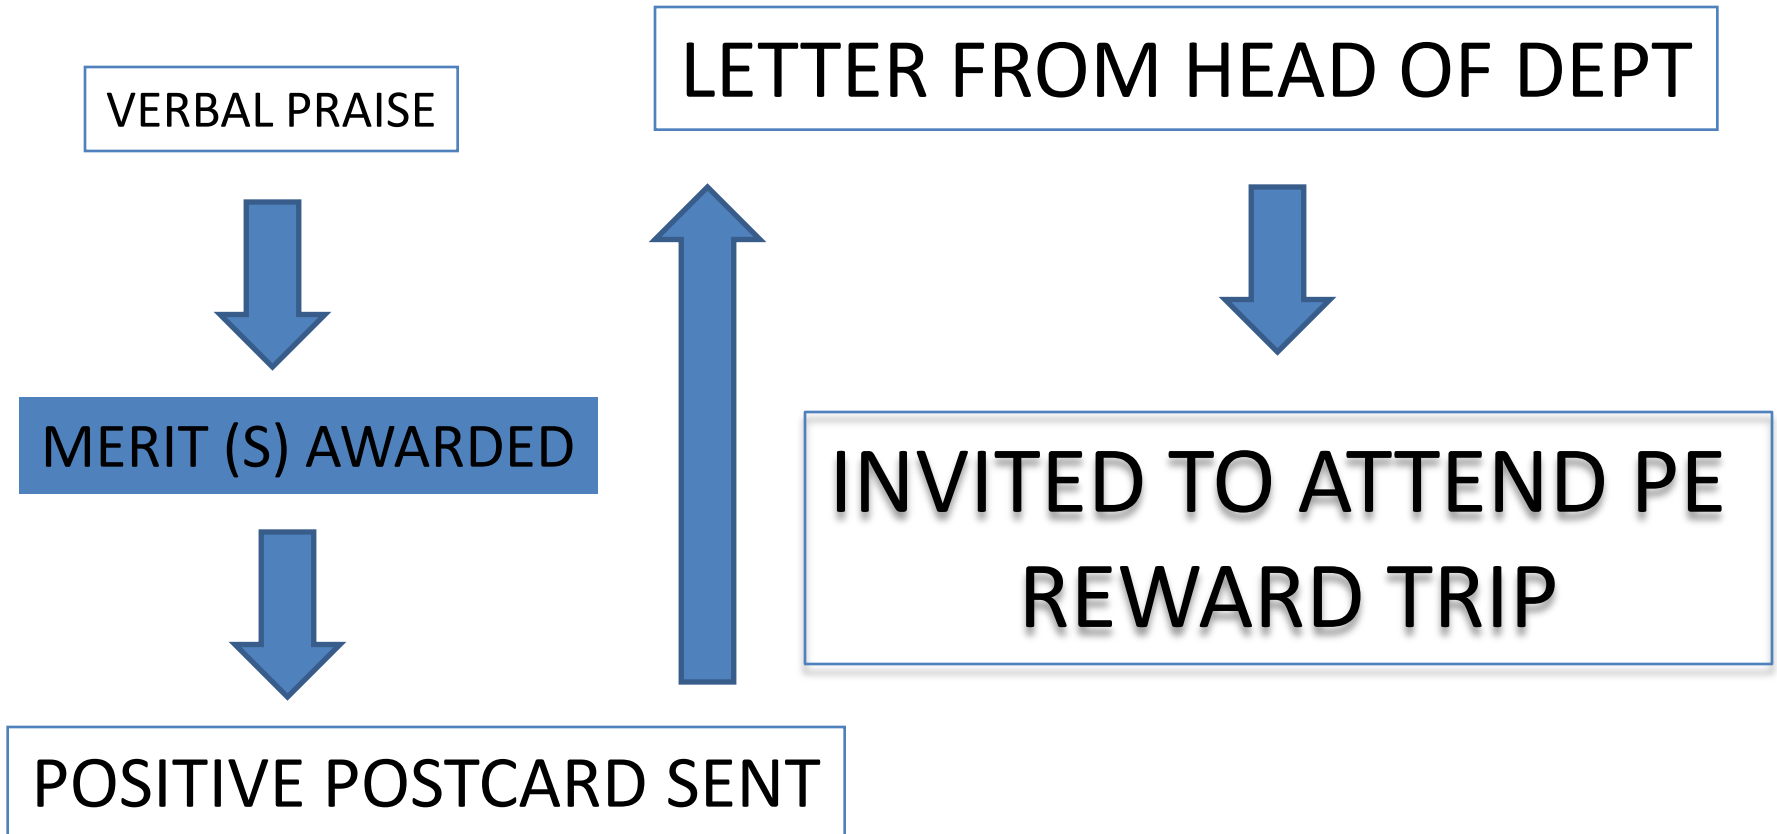 VERBAL PRAISE
MERIT (S) AWARDED
POSITIVE POSTCARD SENT
LETTER FROM HEAD OF DEPT
INVITED TO ATTEND PE
REWARD TRIP